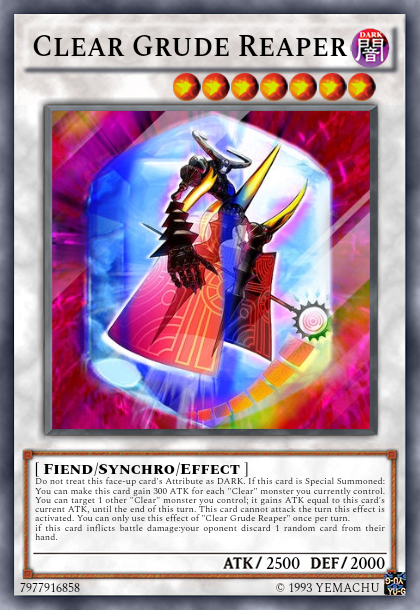 CLEAR GRUDE REAPER
DARK
闇
[ FIEND/SYNCHRO/EFFECT ]
Do not treat this face-up card's Attribute as DARK. If this card is Special Summoned:
You can make this card gain 300 ATK for each "Clear" monster you currently control.
You can target 1 other "Clear" monster you control; it gains ATK equal to this card's
current ATK, until the end of this turn. This card cannot attack the turn this effect is
activated. You can only use this effect of "Clear Grude Reaper" once per turn.
if this card inflicts battle damage:your oponent discard 1 random card from their
hand.
ATK / 2500 DEF / 2000
7977916858
© 1993 YEMACHU